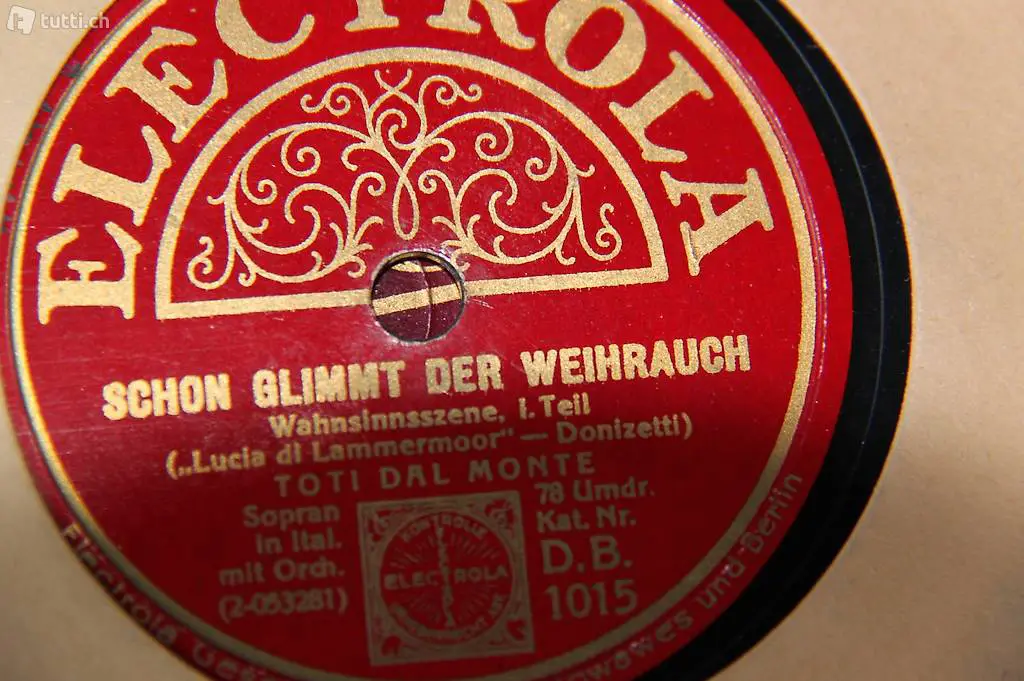 tutti.ch
ELECTROLA
SCHON GLIMMT DER WEIHRAUCH
Wahnsinnsszene, I. Teil
(„Lucia di Lammermoor" — Donizetti)
TOTI DAL MONTE
Sopran
in Ital.
mit Orch.
(2-053281)
78 Umdr.
Kat. Nr.
D.B.
1015
ELECTROLA
Electrola
Nowawes und Berlin